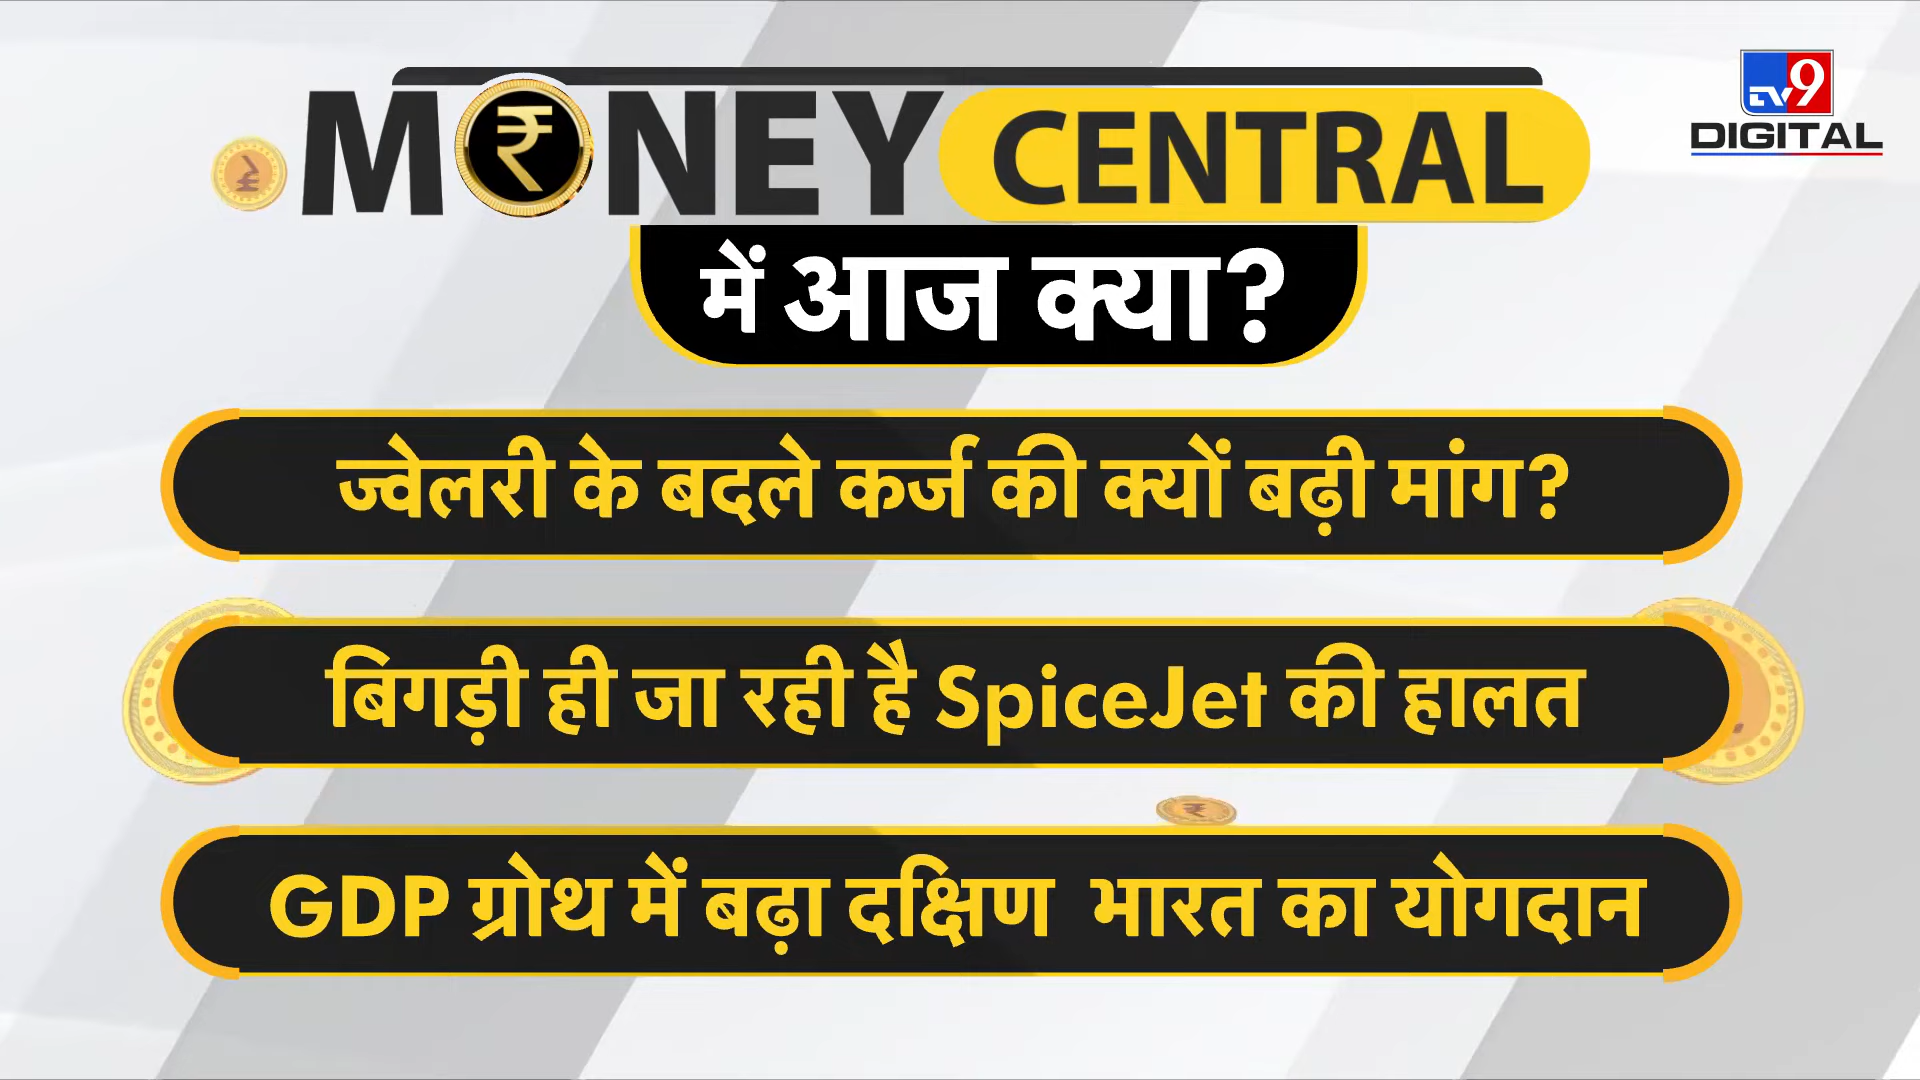 MONEY CENTRAL
TV9
DIGITAL
में आज क्या?
ज्वेलरी के बदले कर्ज की क्यों बढ़ी मांग?
बिगड़ी ही जा रही है SpiceJet की हालत
GDP ग्रोथ में बढ़ा दक्षिण भारत का योगदान